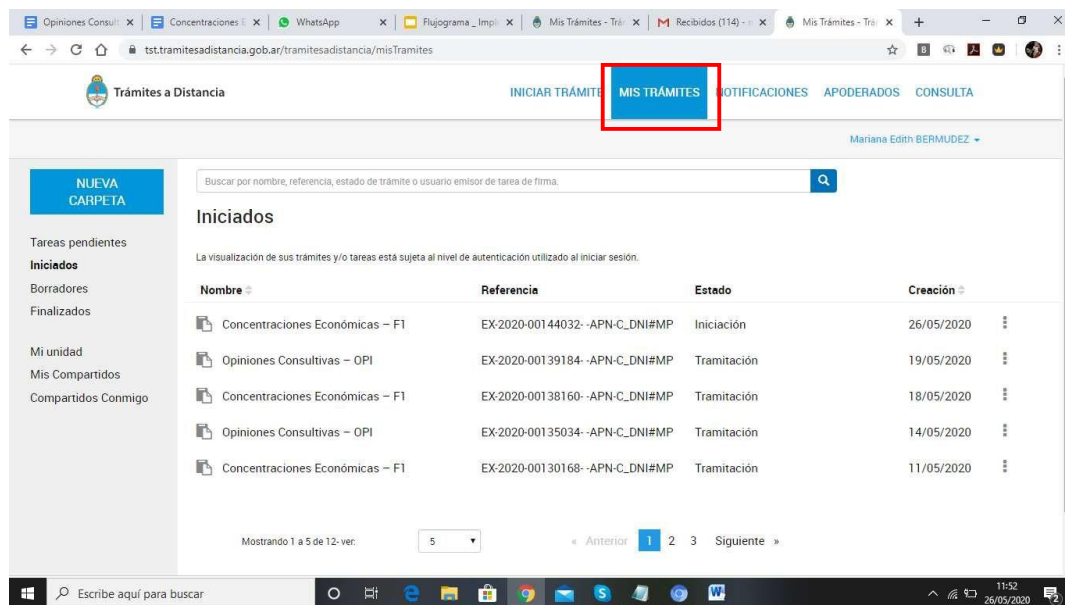 Opiniones Consult
Concentraciones E
WhatsApp
Flujograma _ Impl
Mis Trámites - Trá
Recibidos (114) -
Mis Trámites - Trá
tst.tramitesadistancia.gob.ar/tramitesadistancia/misTramites
Trámites a Distancia
INICIAR TRÁMITE MIS TRÁMITES NOTIFICACIONES APODERADOS CONSULTA
Mariana Edith BERMUDEZ
NUEVA
CARPETA
Buscar por nombre, referencia, estado de trámite o usuario emisor de tarea de firma.
Iniciados
Tareas pendientes
Iniciados
Borradores
Finalizados
Mi unidad
Mis Compartidos
Compartidos Conmigo
La visualización de sus trámites y/o tareas está sujeta al nivel de autenticación utilizado al iniciar sesión.
Nombre Referencia Estado Creación
Concentraciones Económicas – F1 EX-2020-00144032- -APN-C_DNI#MP Iniciación 26/05/2020
Opiniones Consultivas – OPI EX-2020-00139184- -APN-C_DNI#MP Tramitación 19/05/2020
Concentraciones Económicas – F1 EX-2020-00138160- -APN-C_DNI#MP Tramitación 18/05/2020
Opiniones Consultivas – OPI EX-2020-00135034- -APN-C_DNI#MP Tramitación 14/05/2020
Concentraciones Económicas – F1 EX-2020-00130168- -APN-C_DNI#MP Tramitación 11/05/2020
Mostrando 1 a 5 de 12- ver: 5 « Anterior 1 2 3 Siguiente »
Escribe aquí para buscar
11:52
26/05/2020